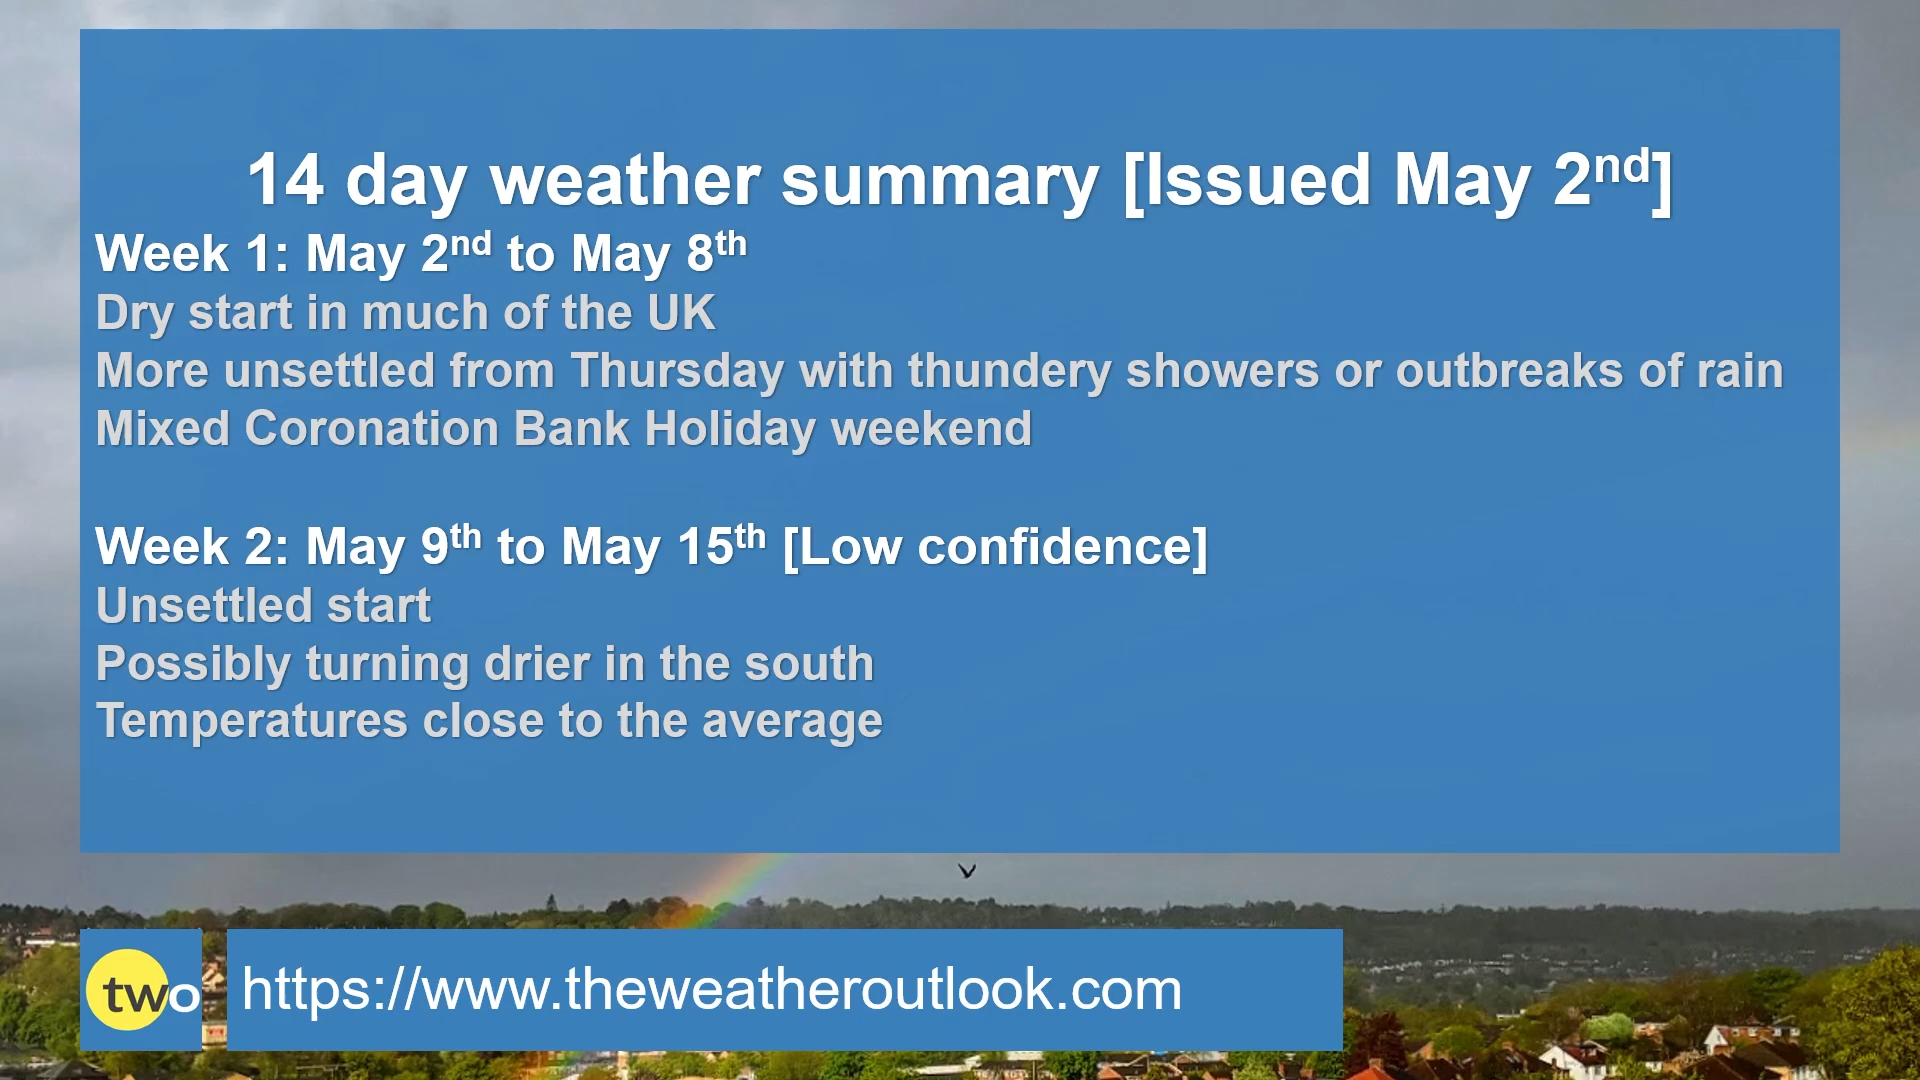 14 day weather summary [Issued May 2nd]
Week 1: May 2nd to May 8th
Dry start in much of the UK
More unsettled from Thursday with thundery showers or outbreaks of rain
Mixed Coronation Bank Holiday weekend
Week 2: May 9th to May 15th [Low confidence]
Unsettled start
Possibly turning drier in the south
Temperatures close to the average
two
https://www.theweatheroutlook.com